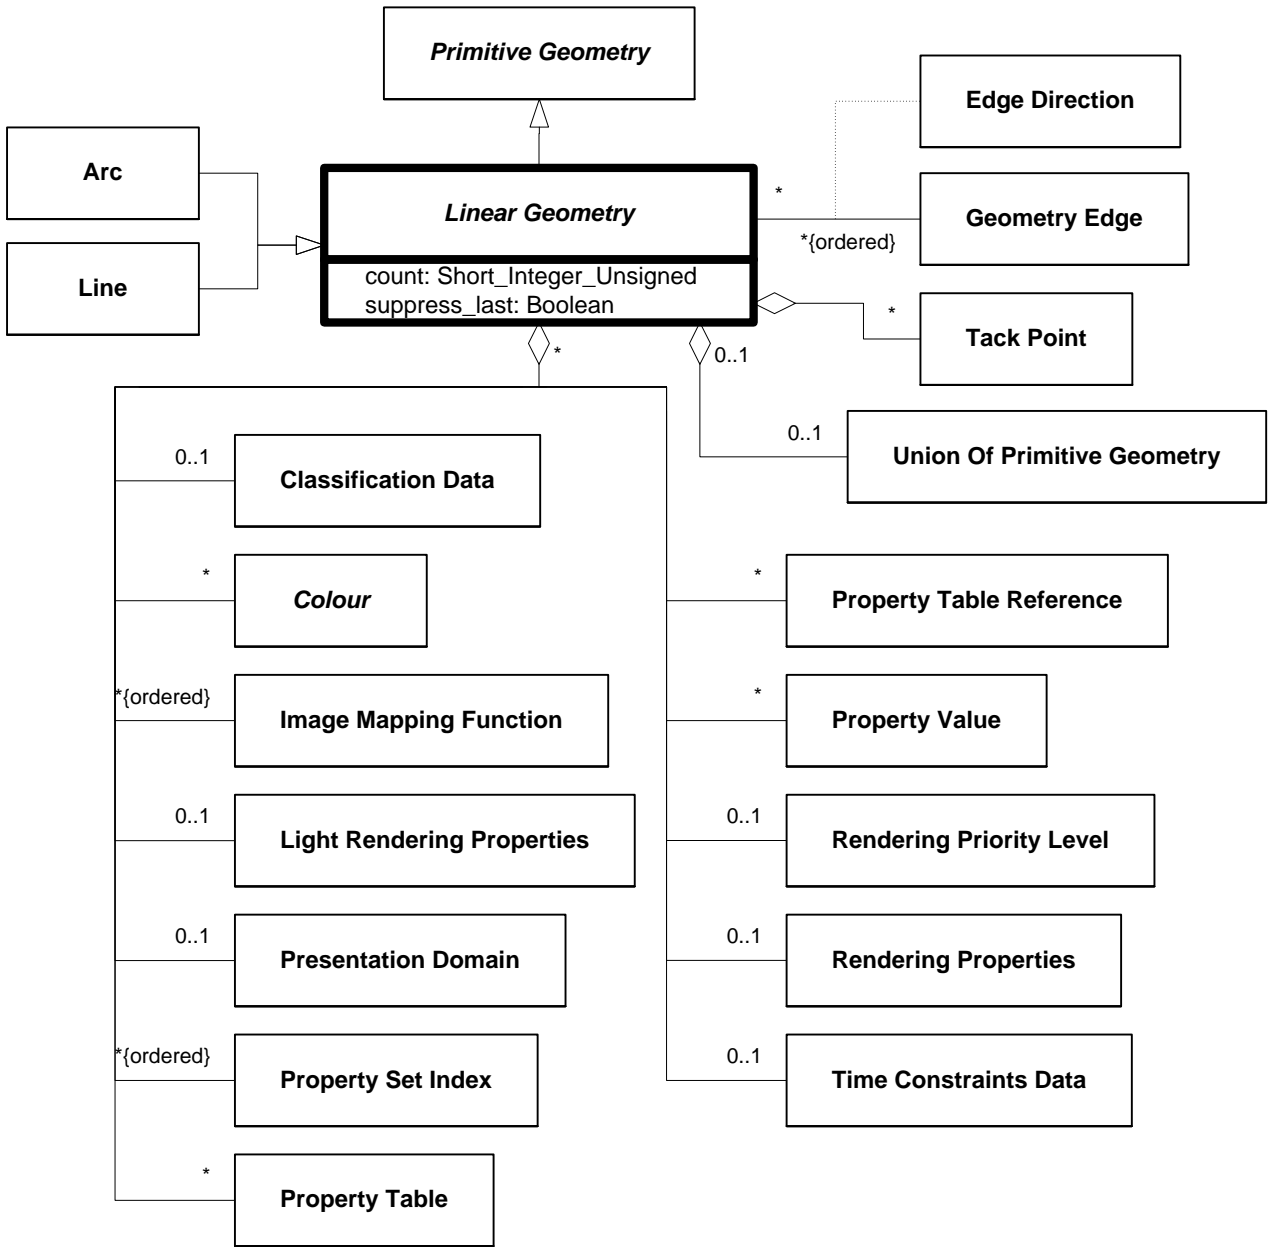 Primitive Geometry
Edge Direction
Arc
*
Linear Geometry
Geometry Edge
*{ordered}
count: Short_Integer_Unsigned
Line
suppress_last: Boolean
*
Tack Point
*
0..1
0..1
Union Of Primitive Geometry
0..1
Classification Data
*
Colour
*
Property Table Reference
*{ordered}
Image Mapping Function
*
Property Value
0..1
Light Rendering Properties
0..1
Rendering Priority Level
0..1
Presentation Domain
0..1
Rendering Properties
*{ordered}
Property Set Index
0..1
Time Constraints Data
*
Property Table